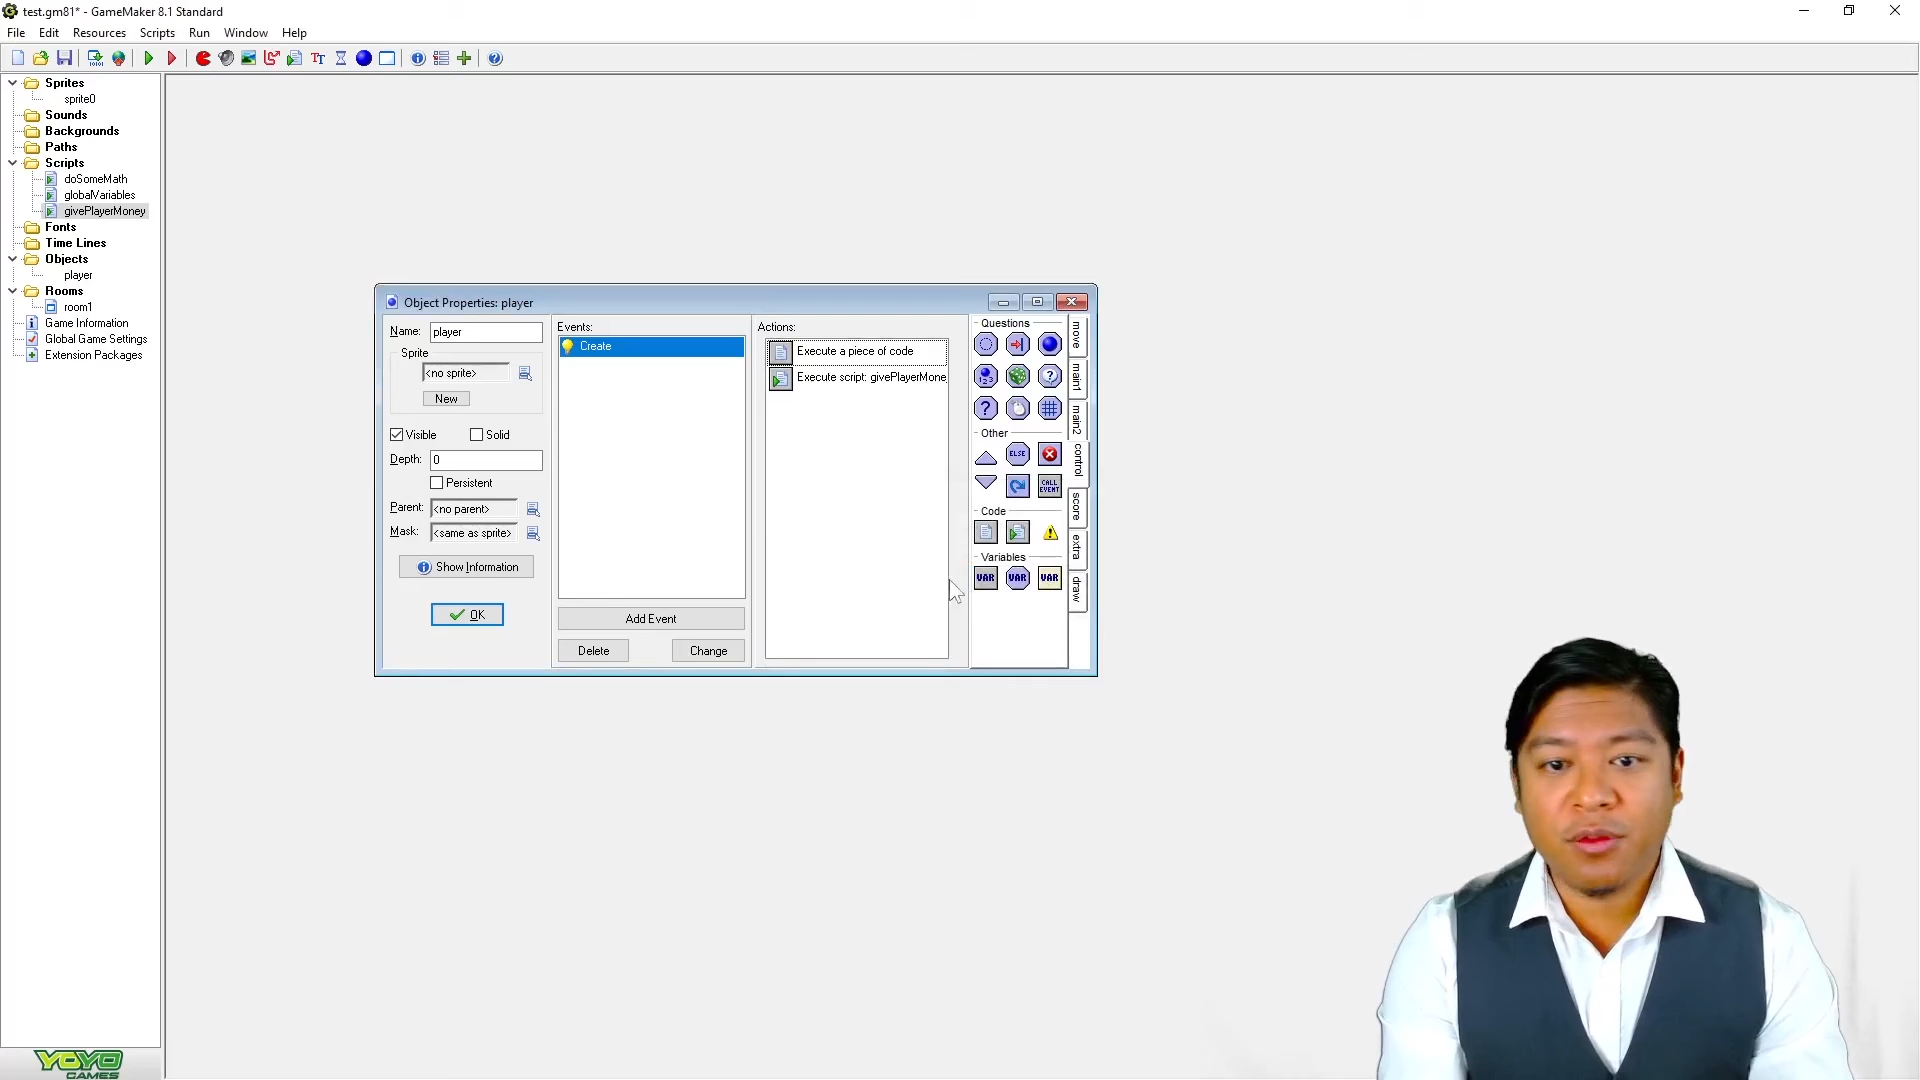 test.gm81* - GameMaker 8.1 Standard
File Edit Resources Scripts Run Window Help
Sprites
sprite0
Sounds
Backgrounds
Paths
Scripts
doSomeMath
globalVariables
givePlayerMoney
Fonts
Time Lines
Objects
player
Rooms
room1
Game Information
Global Game Settings
Extension Packages
YOYO
GAMES
Object Properties: player
Name: player
Sprite
<no sprite>
New
Visible Solid
Depth: 0
Persistent
Parent: <no parent>
Mask: <same as sprite>
Show Information
OK
Events:
Create
Add Event
Delete Change
Actions:
Execute a piece of code
Execute script: givePlayerMone
Questions
Other
ELSE
CALL
EVENT
Code
Variables
VAR VAR VAR
move
main1
main2
control
score
extra
draw